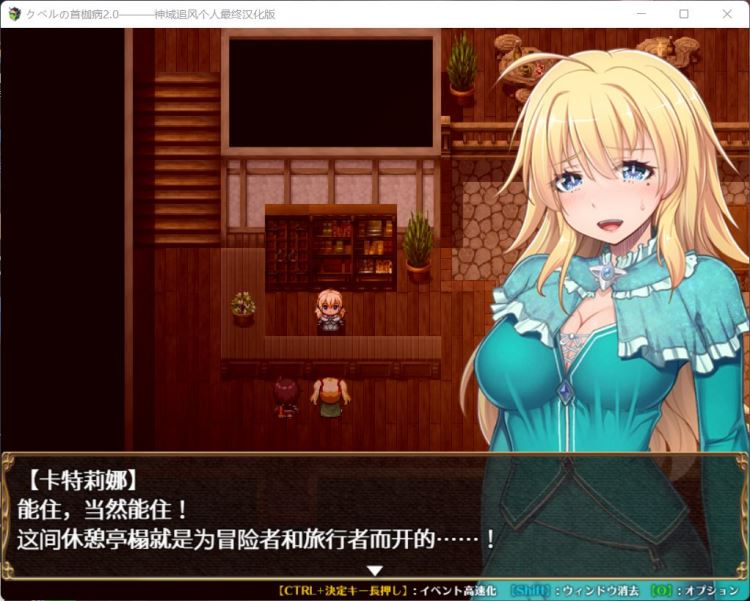 クベルの首枷病2.0———神域追风个人最终汉化版
【卡特莉娜】
能住，当然能住！
这间休憩亭榻就是为冒险者和旅行者而开的……！
【CTRL+決定キー長押し】：イベント高速化 【Shift】：ウィンドウ消去 【Q】：オプション